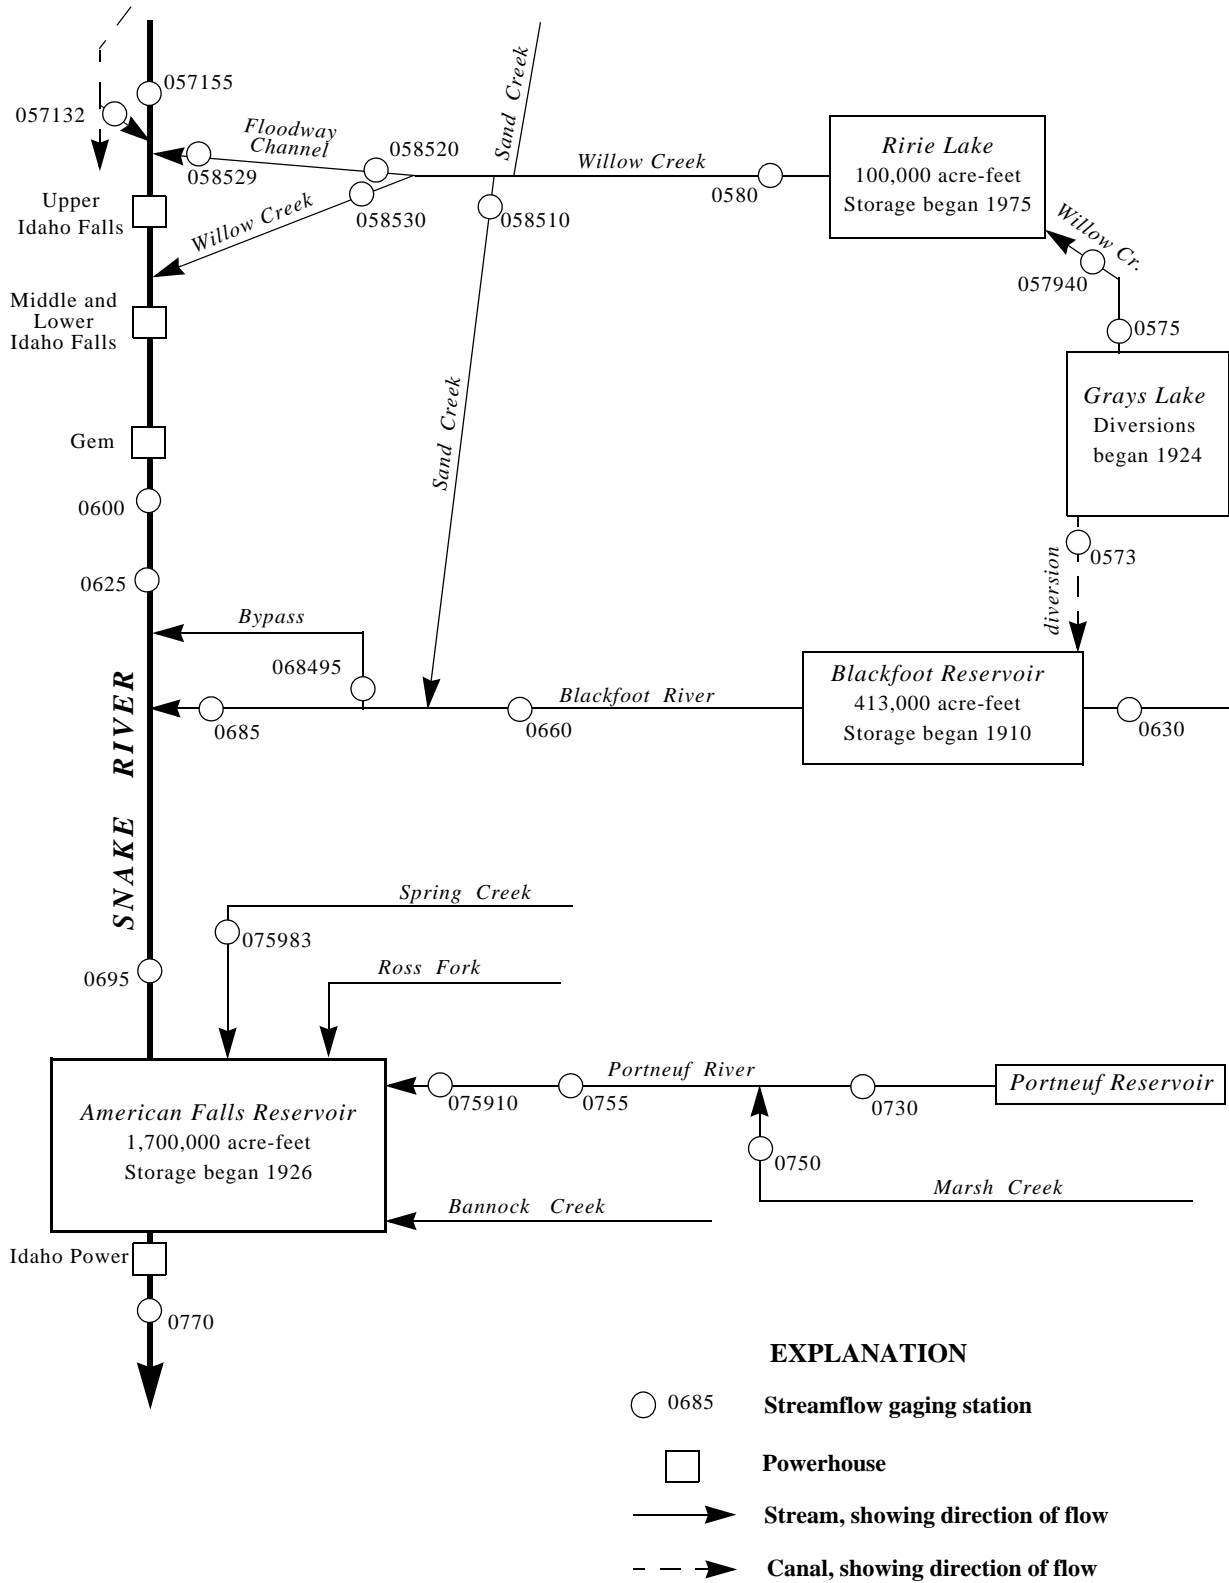 057155
057132
Floodway
Channel
058520
058529
058530
Willow Creek
Sand Creek
Willow Creek
0580
058510
Ririe Lake
100,000 acre-feet
Storage began 1975
Willow Cr.
057940
0575
Upper
Idaho Falls
Middle and
Lower
Idaho Falls
Grays Lake
Diversions
began 1924
Sand Creek
Gem
0600
0573
diversion
0625
Bypass
068495
0685
Blackfoot River
0660
Blackfoot Reservoir
413,000 acre-feet
Storage began 1910
0630
SNAKE RIVER
Spring Creek
075983
Ross Fork
0695
Portneuf River
075910
0755
0730
Portneuf Reservoir
American Falls Reservoir
1,700,000 acre-feet
Storage began 1926
0750
Marsh Creek
Bannock Creek
Idaho Power
0770
EXPLANATION
0685 Streamflow gaging station
Powerhouse
Stream, showing direction of flow
Canal, showing direction of flow